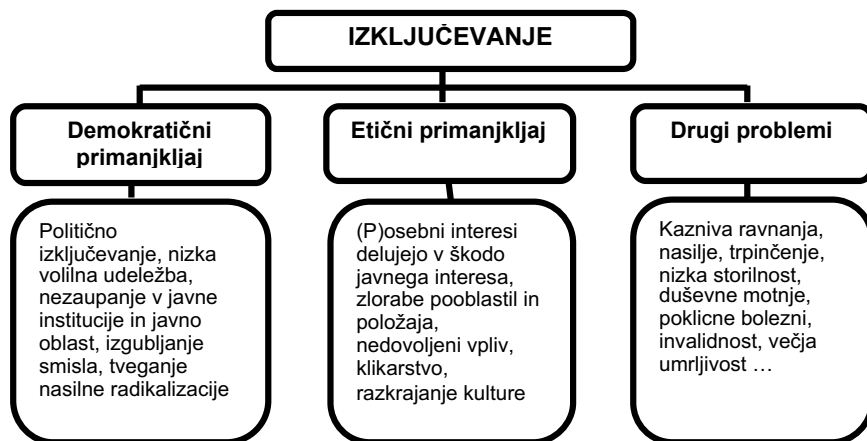 IZKLJUČEVANJE
Demokratični
primanjkljaj
Etični primanjkljaj
Drugi problemi
Politično
izključevanje, nizka
volilna udeležba,
nezaupanje v javne
institucije in javno
oblast, izgubljanje
smisla, tveganje
nasilne radikalizacije
(P)osebni interesi
delujejo v škodo
javnega interesa,
zlorabe pooblastil in
položaja,
nedovoljeni vpliv,
klikarstvo,
razkrajanje kulture
Kazniva ravnanja,
nasilje, trpinčenje,
nizka storilnost,
duševne motnje,
poklicne bolezni,
invalidnost, večja
umrljivost …